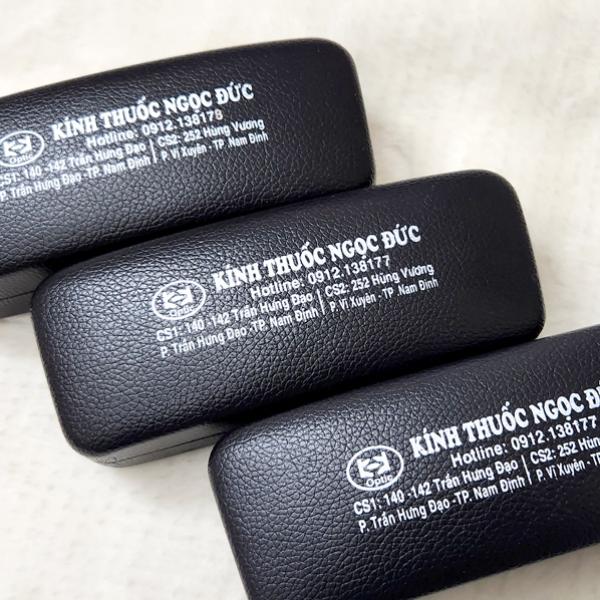 KÍNH THUỐC NGỌC ĐỨC
Hotline: 0912.138178
Optic
CS1: 140 -142 Trần Hưng Đạo | CS2: 252 Hùng Vương
P. Trần Hưng Đạo -TP. Nam Định | P. Vị Xuyên - TP .Nam Định
KÍNH THUỐC NGỌC ĐỨC
Hotline: 0912.138177
Optic
CS1: 140 -142 Trần Hưng Đạo | CS2: 252 Hùng Vương
P. Trần Hưng Đạo -TP. Nam Định | P. Vị Xuyên - TP .Nam Định
KÍNH THUỐC NGỌC
Hotline: 0912.138177
Optic
CS1: 140 -142 Trần Hưng Đạo | CS2: 252 Hùng
P. Trần Hưng Đạo -TP. Nam Định | P. Vị Xuyên - TP